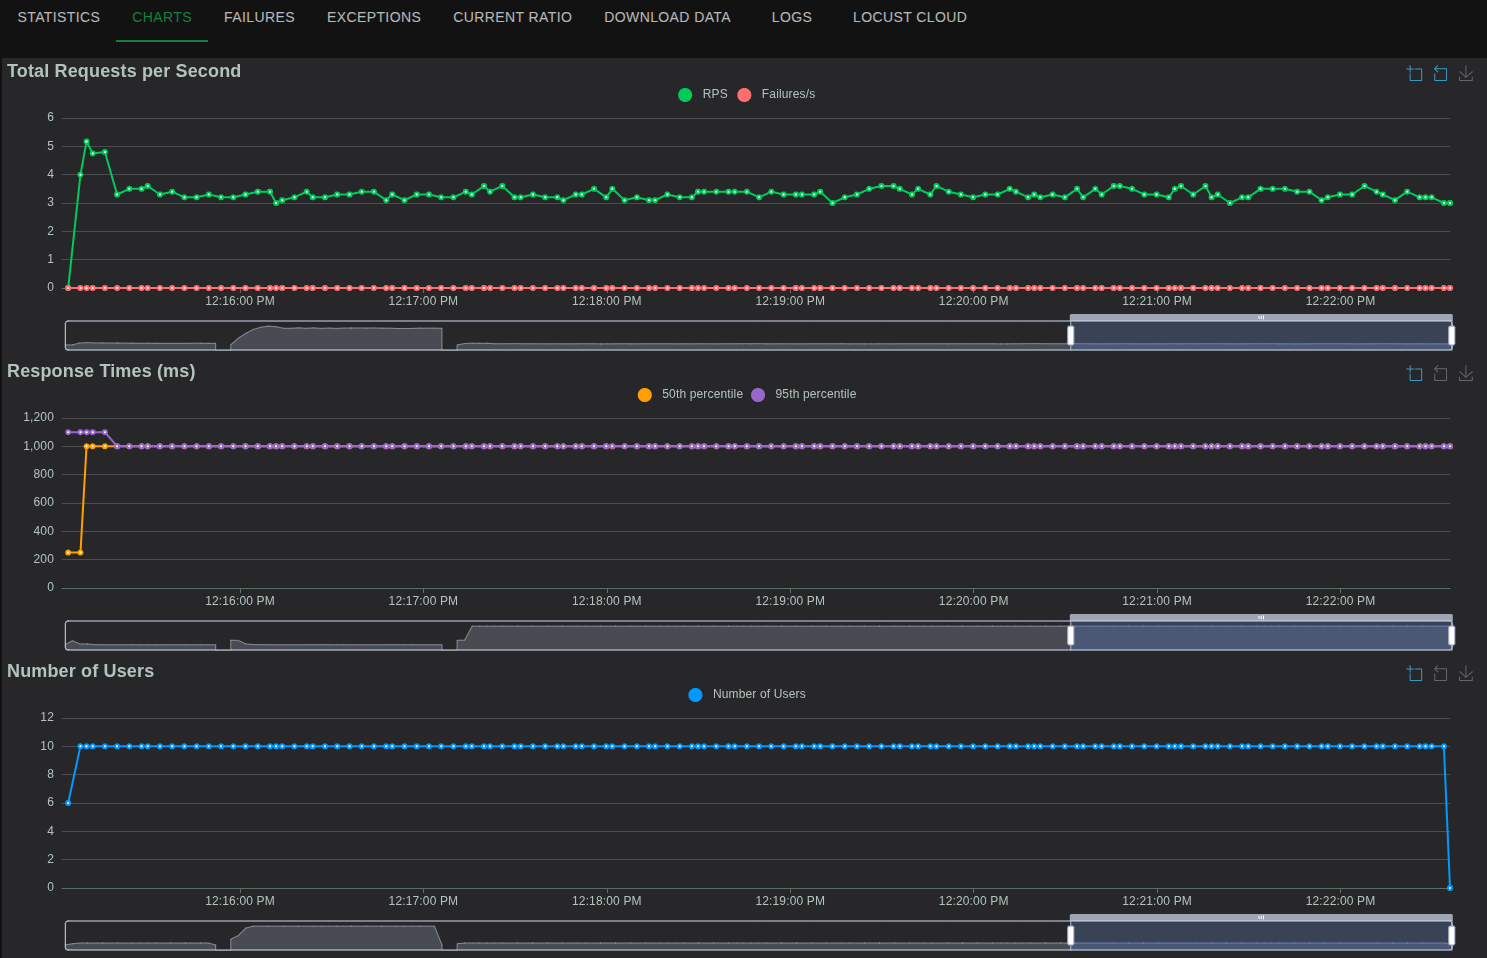 STATISTICS CHARTS FAILURES EXCEPTIONS CURRENT RATIO DOWNLOAD DATA LOGS LOCUST CLOUD
Total Requests per Second
RPS Failures/s
6
5
4
3
2
1
0
12:16:00 PM 12:17:00 PM 12:18:00 PM 12:19:00 PM 12:20:00 PM 12:21:00 PM 12:22:00 PM
Response Times (ms)
50th percentile 95th percentile
1,200
1,000
800
600
400
200
0
12:16:00 PM 12:17:00 PM 12:18:00 PM 12:19:00 PM 12:20:00 PM 12:21:00 PM 12:22:00 PM
Number of Users
Number of Users
12
10
8
6
4
2
0
12:16:00 PM 12:17:00 PM 12:18:00 PM 12:19:00 PM 12:20:00 PM 12:21:00 PM 12:22:00 PM